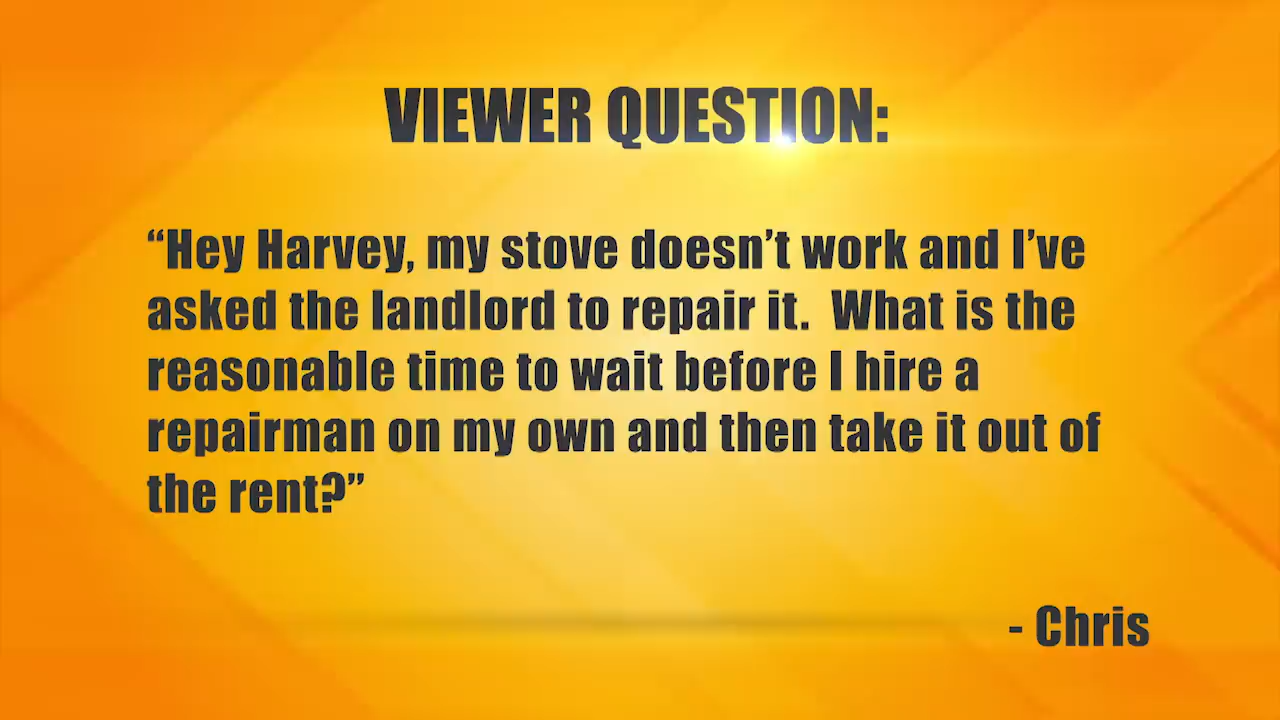 VIEWER QUESTION:
“Hey Harvey, my stove doesn’t work and I’ve
asked the landlord to repair it.  What is the
reasonable time to wait before I hire a
repairman on my own and then take it out of
the rent?”
- Chris